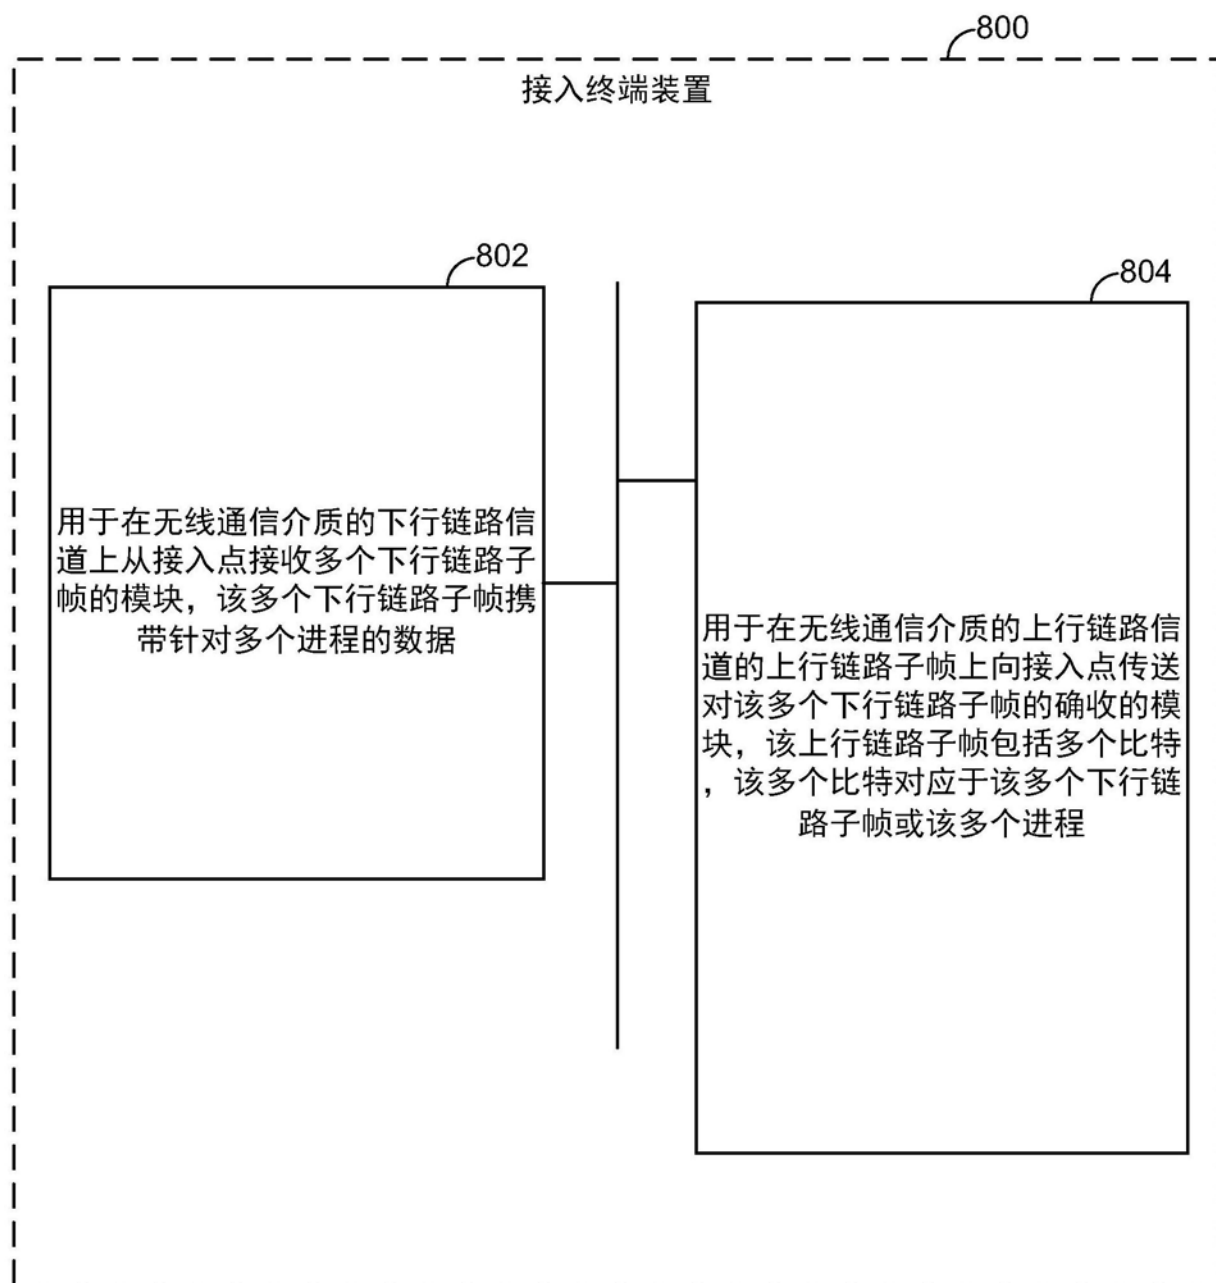 800
接入终端装置
802
用于在无线通信介质的下行链路信
道上从接入点接收多个下行链路子
帧的模块，该多个下行链路子帧携
带针对多个进程的数据
804
用于在无线通信介质的上行链路信
道的上行链路子帧上向接入点传送
对该多个下行链路子帧的确收的模
块，该上行链路子帧包括多个比特
，该多个比特对应于该多个下行链
路子帧或该多个进程